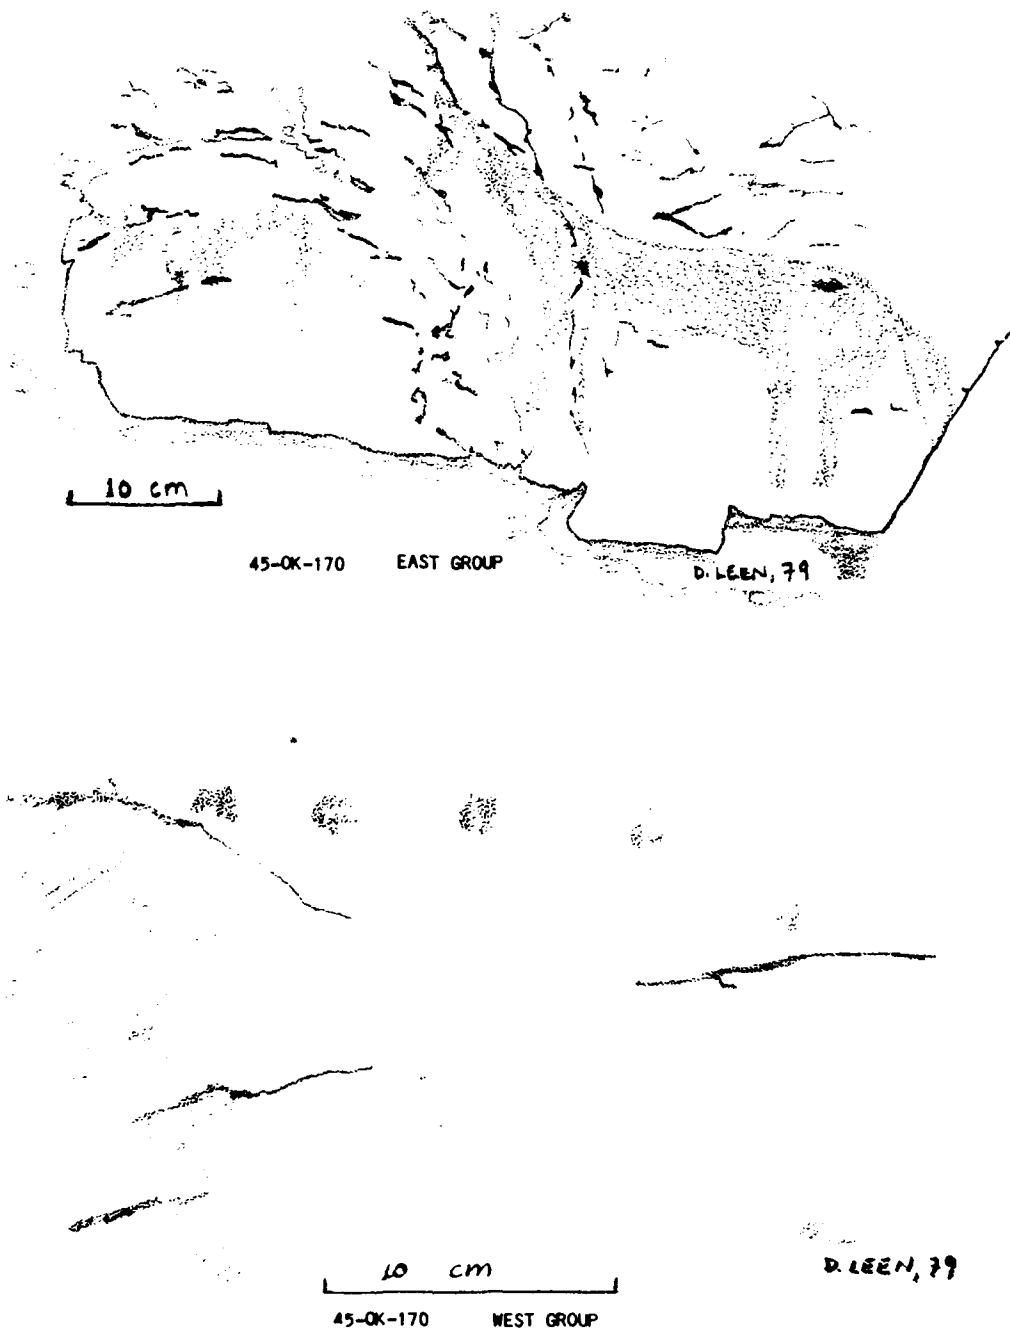 10 cm
45-OK-170 EAST GROUP
D. LEEN, 79
D. LEEN, 79
10 cm
45-OK-170 WEST GROUP